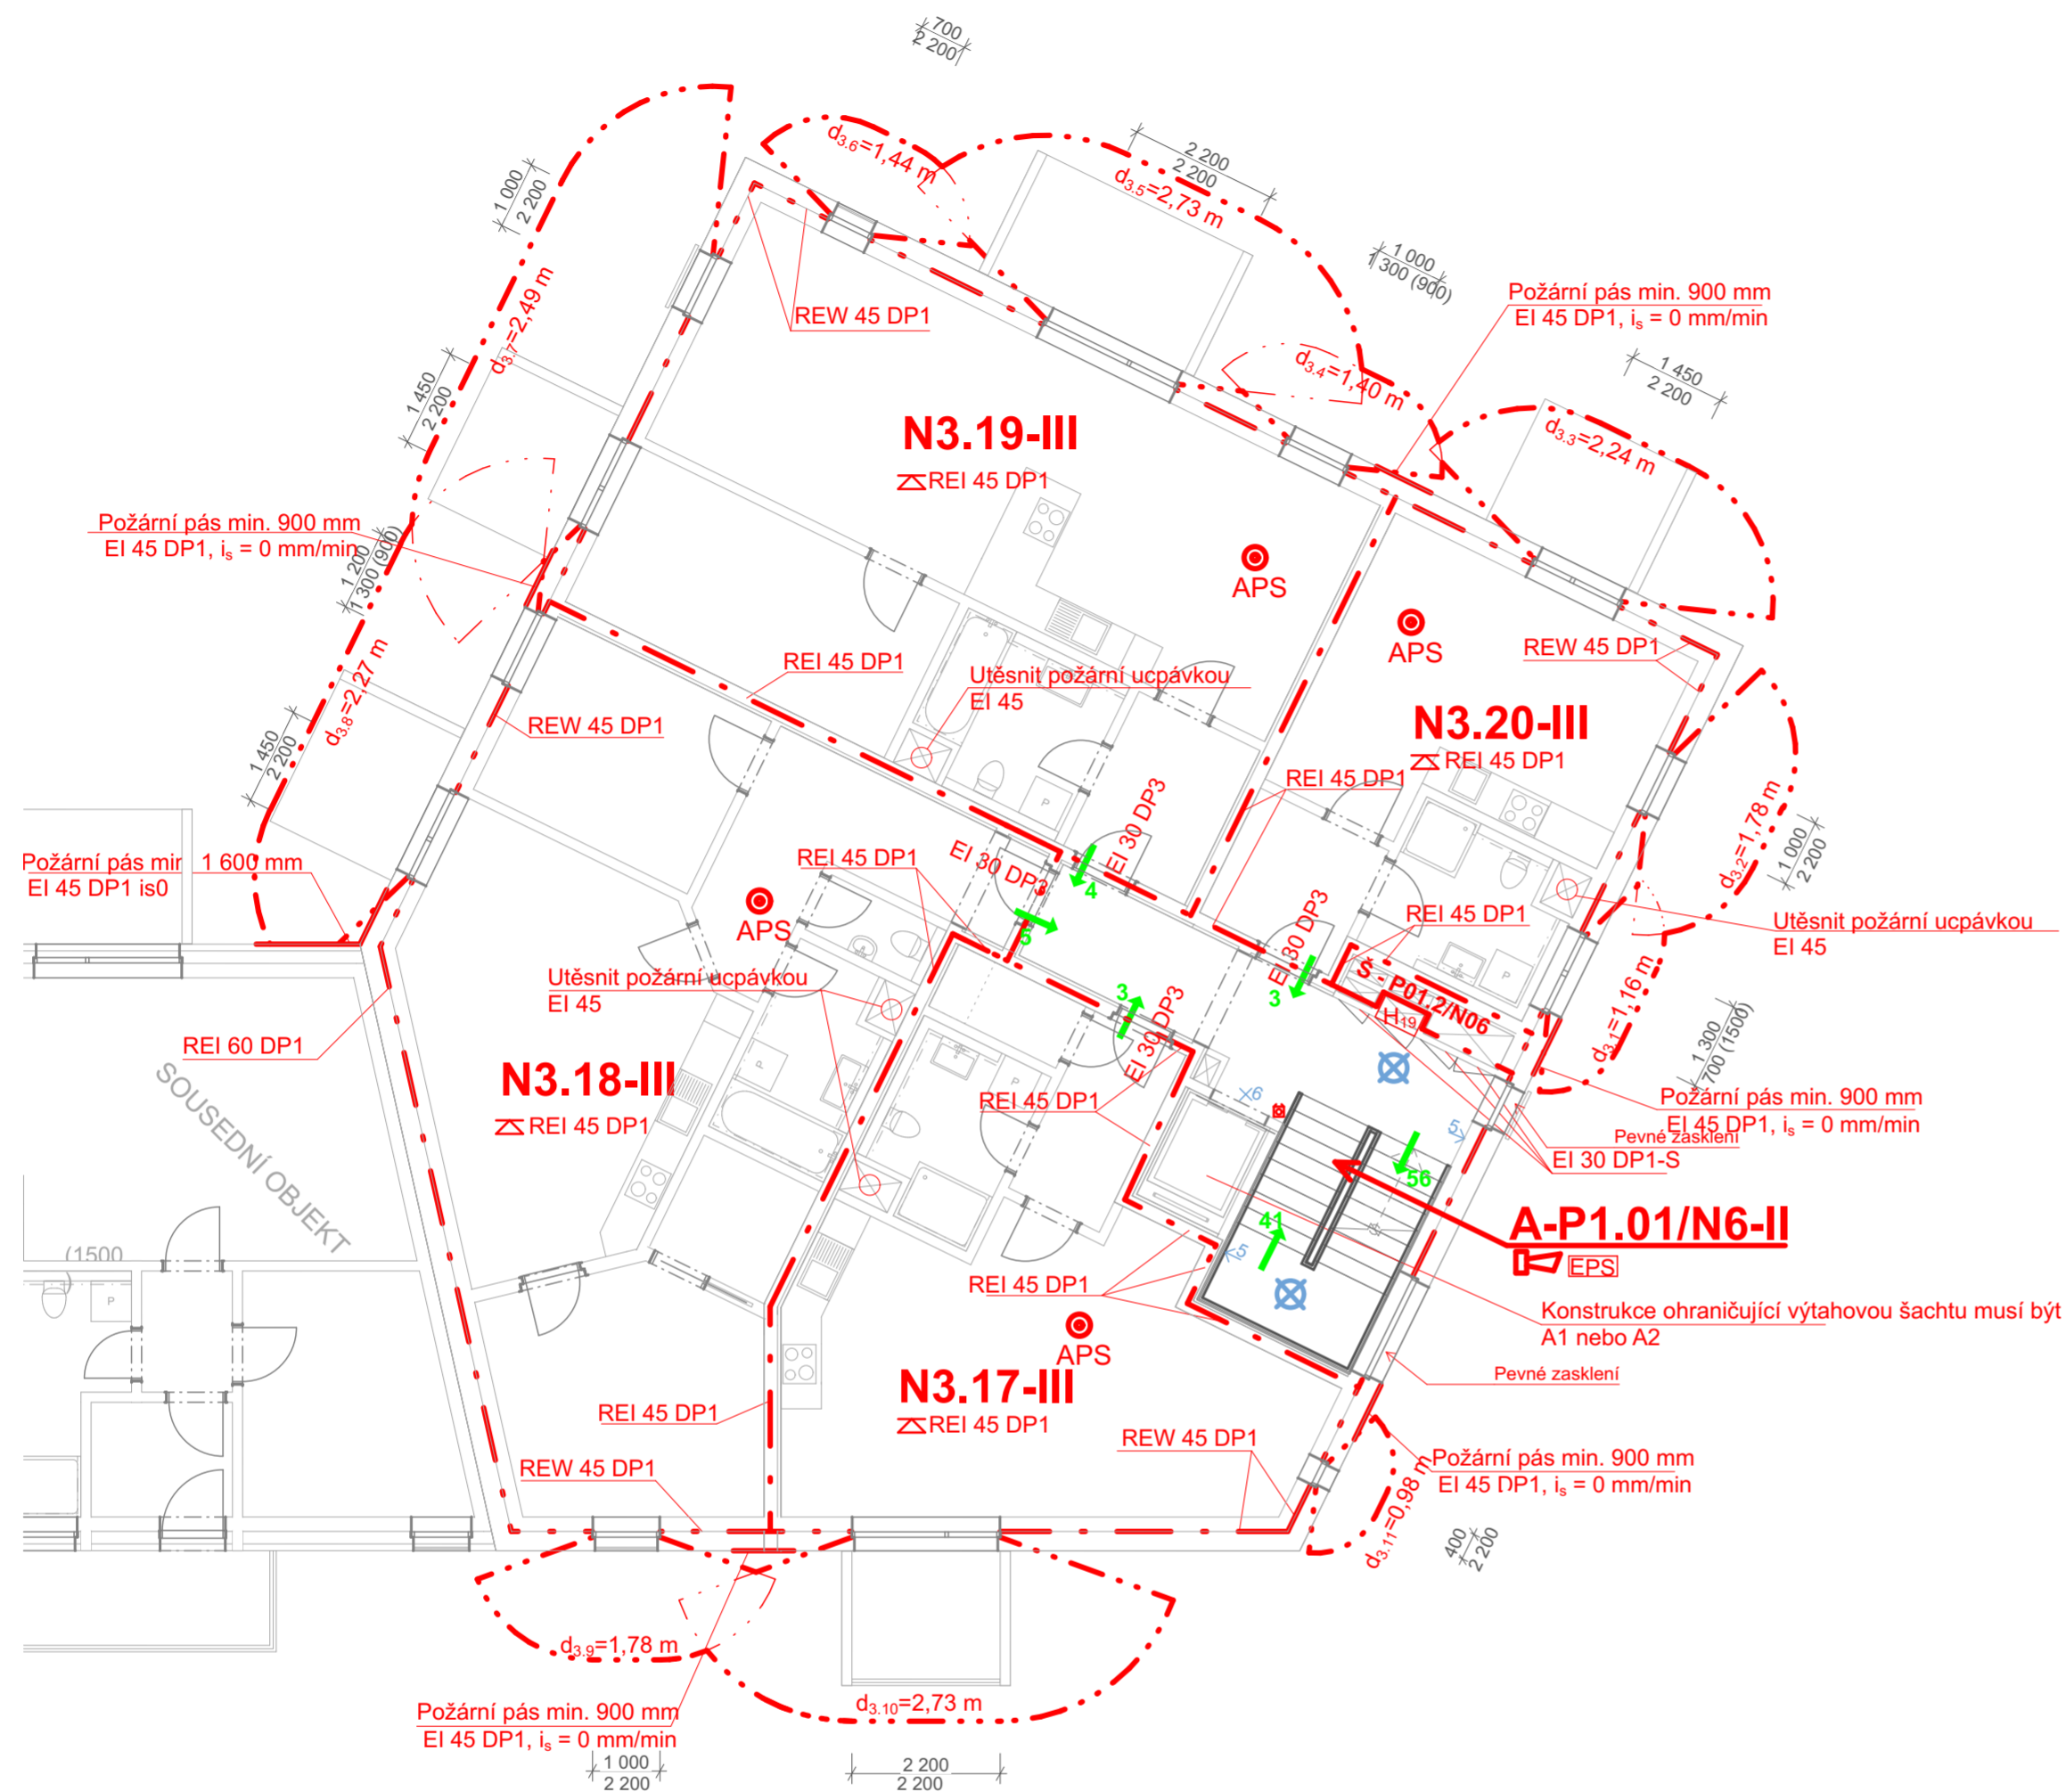 700
2 200
1 000
2 200
d3.6=1,44 m
2 200
2 200
d3.5=2,73 m
1 000
1 300 (900)
d3.7=2,49 m
REW 45 DP1
Požární pás min. 900 mm
EI 45 DP1, is = 0 mm/min
d3.4=1,40 m
1 450
2 200
1 450
2 200
N3.19-III
REI 45 DP1
d3.3=2,24 m
Požární pás min. 900 mm
EI 45 DP1, is = 0 mm/min
1 200
1 300 (900)
APS
APS
REW 45 DP1
REI 45 DP1
Utěsnit požární ucpávkou
EI 45
d3.8=2,27 m
REW 45 DP1
N3.20-III
REI 45 DP1
1 450
2 200
REI 45 DP1
P
EI 30 DP3
d3.2=1,78 m
1 000
2 200
Požární pás min 1 600 mm
EI 45 DP1 is0
REI 45 DP1
EI 30 DP3
4
5
APS
EI 30 DP3
REI 45 DP1
Utěsnit požární ucpávkou
EI 45
P
Utěsnit požární ucpávkou
EI 45
3
3
Š - P01.2/N06
H19
d3.1=1,16 m
EI 30 DP3
1 300
700 (1500)
REI 60 DP1
SOUSEDNÍ OBJEKT
N3.18-III
REI 45 DP1
P
P
REI 45 DP1
6
5
Požární pás min. 900 mm
EI 45 DP1, is = 0 mm/min
Pevné zasklení
EI 30 DP1-S
56
41
5
A-P1.01/N6-II
EPS
(1500
)
P
REI 45 DP1
Konstrukce ohraničující výtahovou šachtu musí být
A1 nebo A2
APS
Pevné zasklení
N3.17-III
REI 45 DP1
REI 45 DP1
REW 45 DP1
REW 45 DP1
Požární pás min. 900 mm
EI 45 DP1, is = 0 mm/min
d3.11=0,98 m
400
2 200
d3.9=1,78 m
d3.10=2,73 m
Požární pás min. 900 mm
EI 45 DP1, is = 0 mm/min
1 000
2 200
2 200
2 200